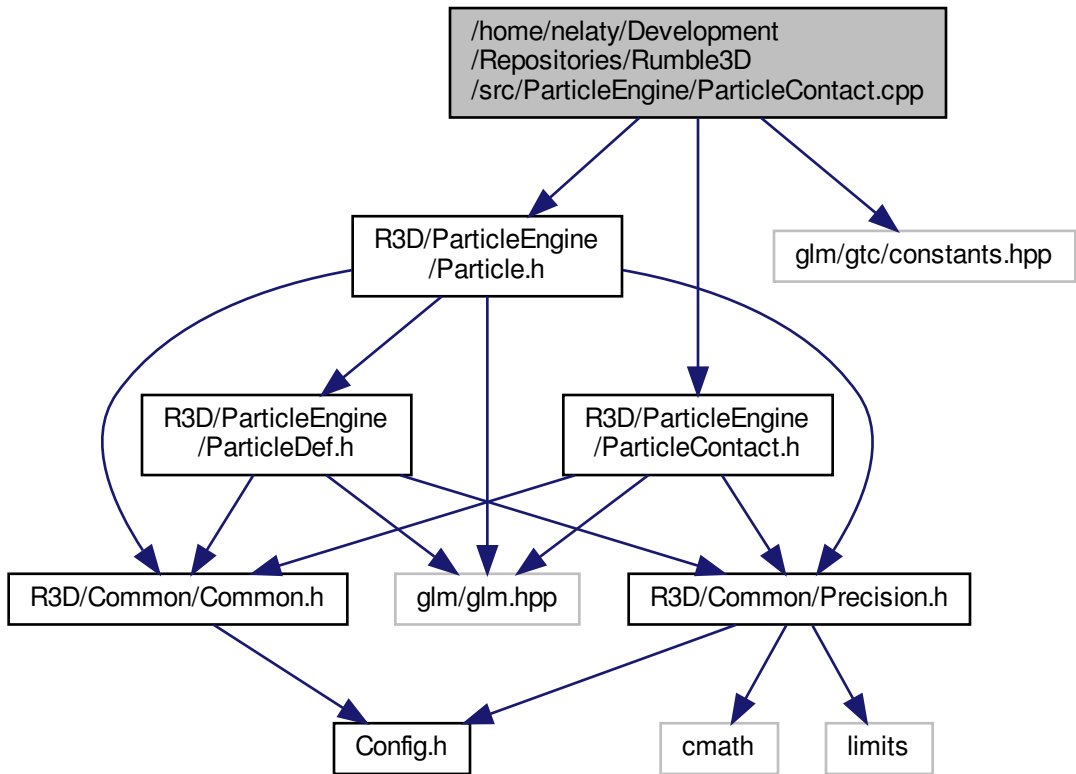 /home/nelaty/Development
/Repositories/Rumble3D
/src/ParticleEngine/ParticleContact.cpp
R3D/ParticleEngine
/Particle.h
glm/gtc/constants.hpp
R3D/ParticleEngine
/ParticleDef.h
R3D/ParticleEngine
/ParticleContact.h
R3D/Common/Common.h
glm/glm.hpp
R3D/Common/Precision.h
Config.h
cmath
limits